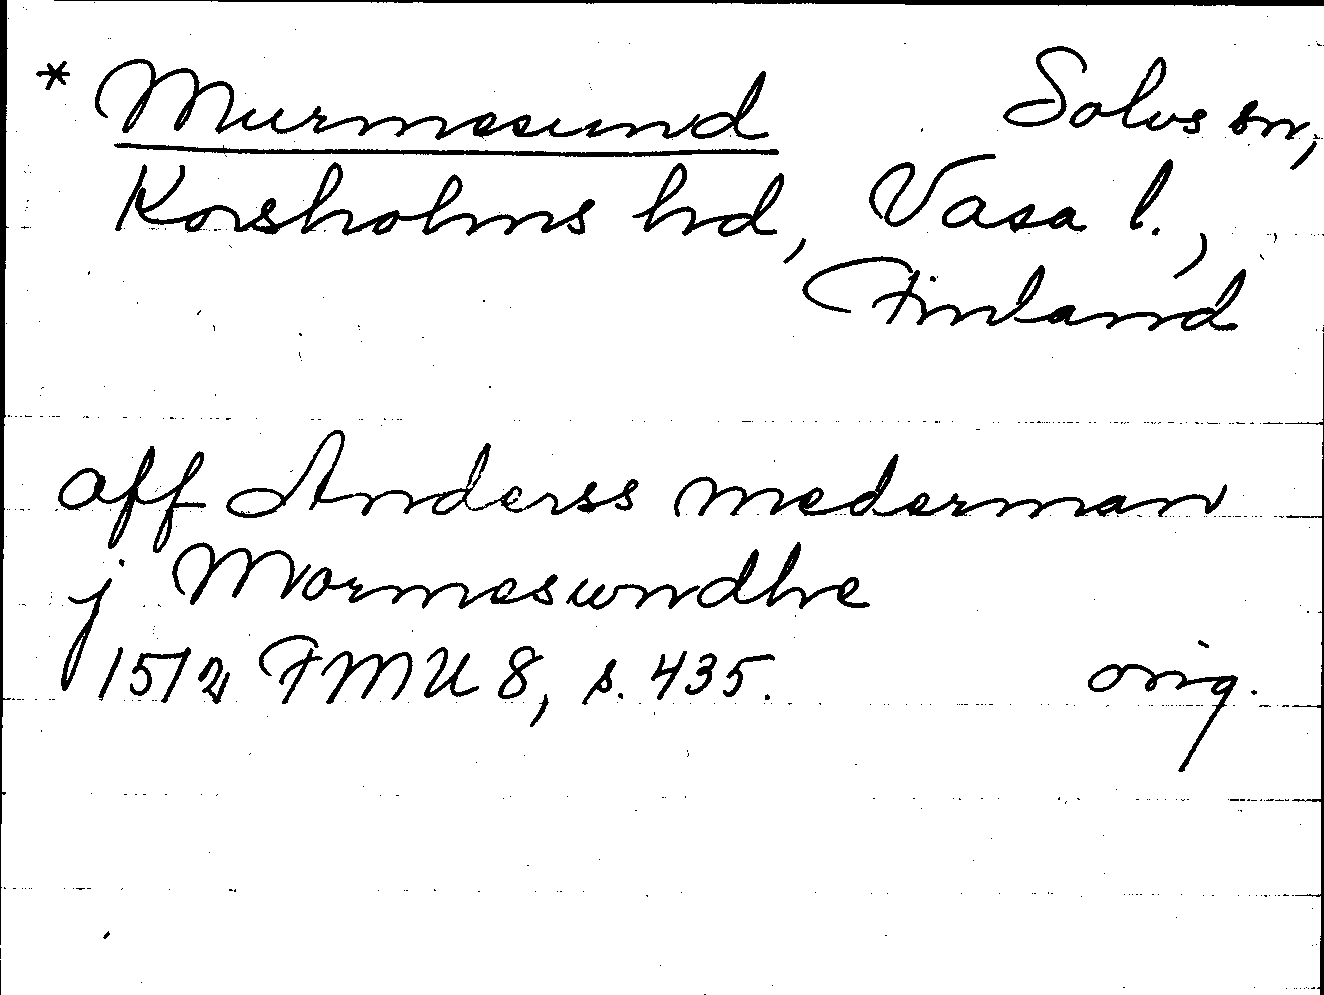 * Murmesund Solvs sn,
Korsholms hd, Vasa l.,
Finland
aff Anderss mederman
j Mormeswndhe
1512 FMU 8, s. 435. orig.